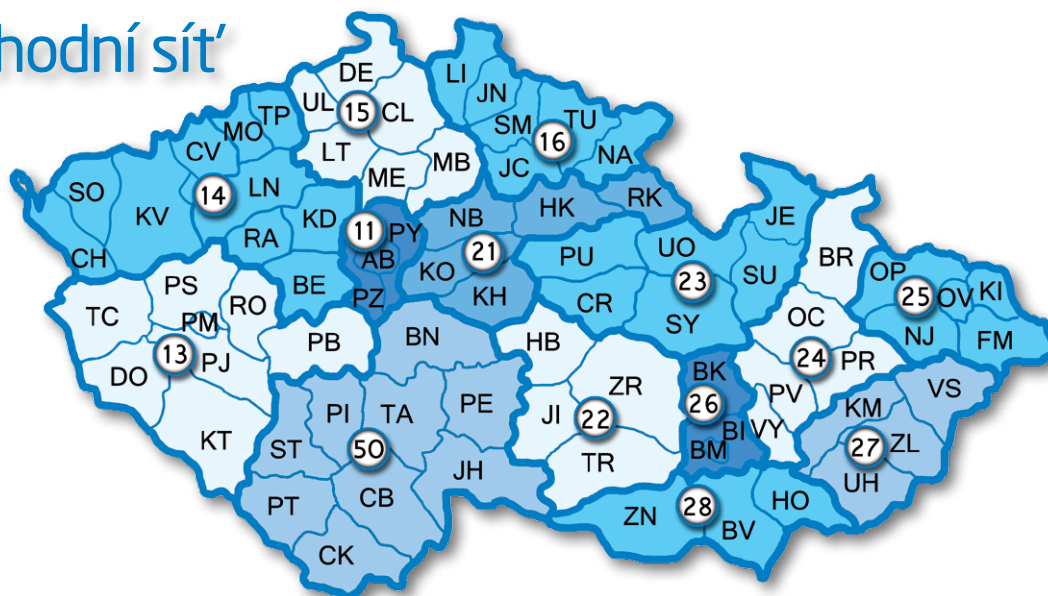 hodní síť
DE
LI
UL
15
CL
JN
TP
MO
SM
TU
16
CV
LT
MB
JC
NA
ME
SO
14
LN
KV
KD
11
PY
NB
HK
RK
JE
RA
AB
21
UO
CH
KO
PU
BR
PS
BE
PZ
KH
23
SU
OP
OV
KI
25
TC
RO
CR
PM
SY
OC
NJ
FM
13
PJ
PB
BN
HB
24
PR
DO
BK
VS
ZR
PV
PI
TA
PE
26
KM
KT
JI
22
BI
VY
ST
50
BM
27
ZL
JH
TR
UH
PT
CB
28
HO
ZN
BV
CK